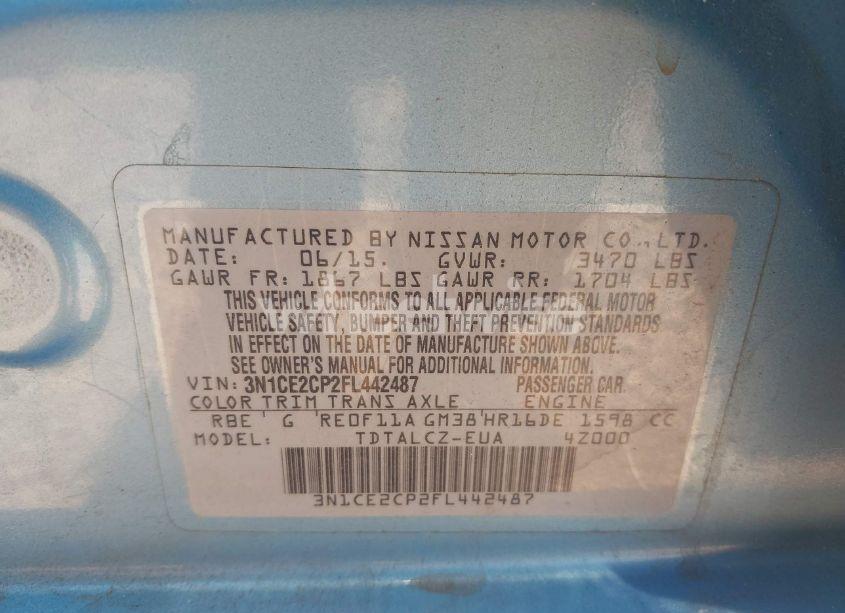 MANUFACTURED BY NISSAN MOTOR CO., LTD.
DATE: 06/15. GVWR: 3470 LBS
GAWR FR: 1867 LBS GAWR RR: 1704 LBS
THIS VEHICLE CONFORMS TO ALL APPLICABLE FEDERAL MOTOR
VEHICLE SAFETY, BUMPER AND THEFT PREVENTION STANDARDS
IN EFFECT ON THE DATE OF MANUFACTURE SHOWN ABOVE.
SEE OWNER'S MANUAL FOR ADDITIONAL INFORMATION.
VIN: 3N1CE2CP2FL442487 PASSENGER CAR
COLOR TRIM TRANS AXLE ENGINE
RBE G RE0F11A GM38 HR16DE 1598 CC
MODEL: TDTALCZ-EUA 4Z000
3N1CE2CP2FL442487